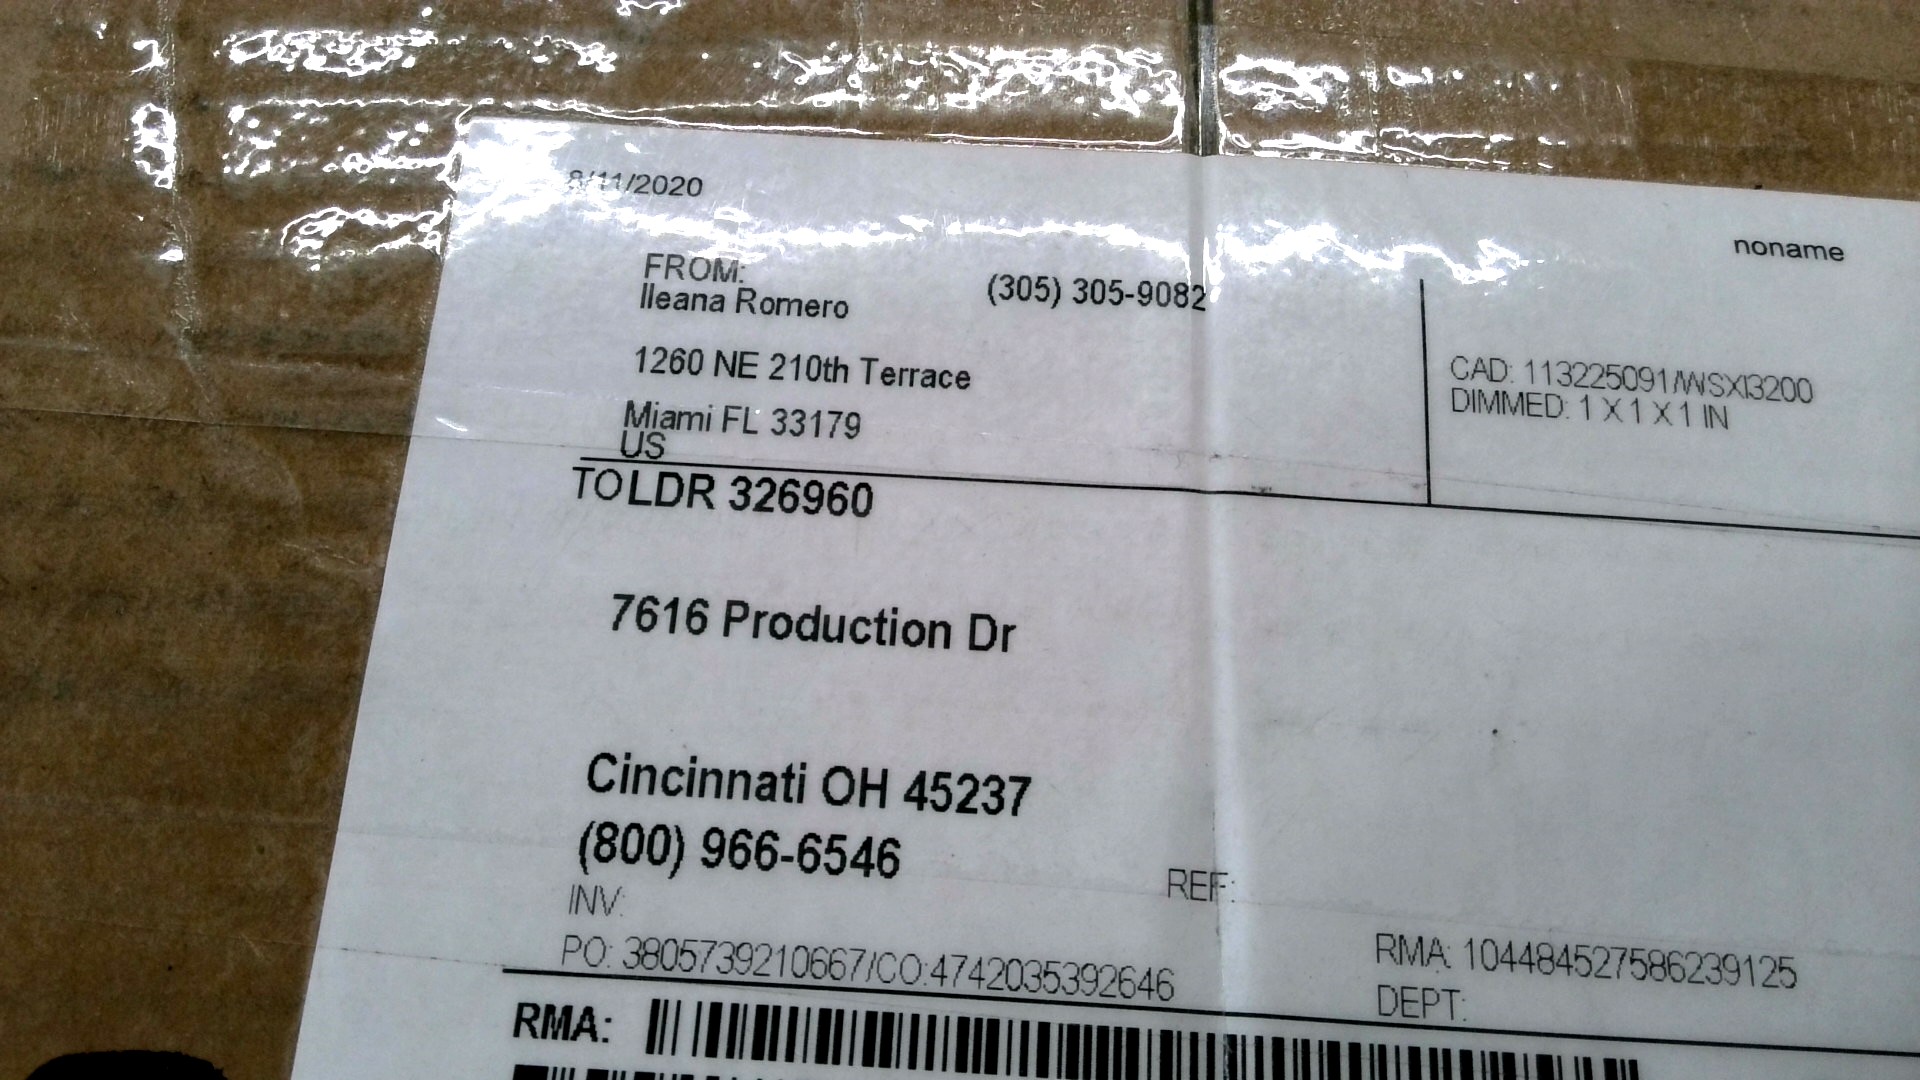 8/11/2020
noname
FROM:
Ileana Romero (305) 305-9082
1260 NE 210th Terrace
Miami FL 33179
US
CAD: 113225091/WSXI3200
DIMMED: 1 X 1 X 1 IN
TO LDR 326960
7616 Production Dr
Cincinnati OH 45237
(800) 966-6546
INV: REF:
PO: 3805739210667/CO:4742035392646 RMA: 104484527586239125
DEPT:
RMA: